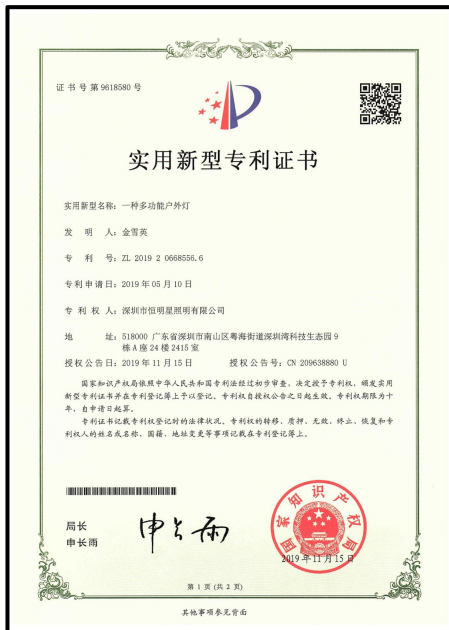 证书号第9618580号
实用新型专利证书
实用新型名称：一种多功能户外灯
发明人：金雪英
专利号：ZL 2019 2 0668556.6
专利申请日：2019年05月10日
专利权人：深圳市恒明星照明有限公司
地址：518000 广东省深圳市南山区粤海街道深圳湾科技生态园9
栋A座24楼2415室
授权公告日：2019年11月15日 授权公告号：CN 209638880 U
国家知识产权局依照中华人民共和国专利法经过初步审查，决定授予专利权，颁发实用
新型专利证书并在专利登记簿上予以登记。专利权自授权公告之日起生效。专利权期限为十
年，自申请日起算。
专利证书记载专利权登记时的法律状况。专利权的转移、质押、无效、终止、恢复和专
利权人的姓名或名称、国籍、地址变更等事项记载在专利登记簿上。
局长
申长雨
申长雨
国家知识产权局
2019年11月15日
第 1 页 (共 2 页)
其他事项参见背面